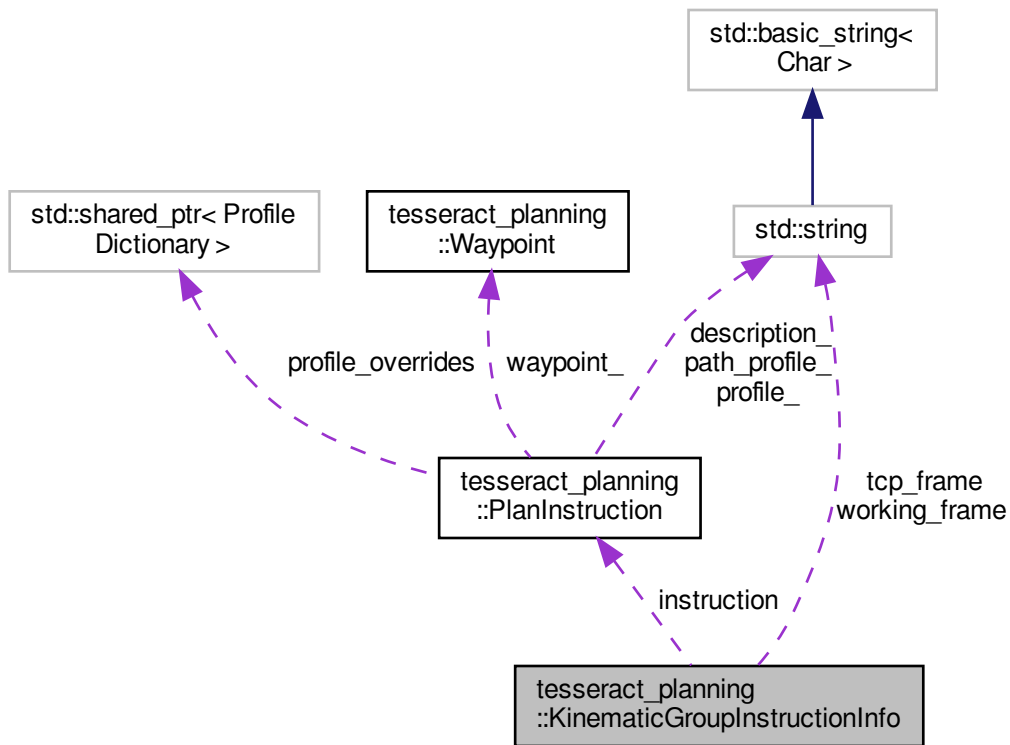 std::basic_string<
Char >
std::shared_ptr< Profile
Dictionary >
tesseract_planning
::Waypoint
std::string
profile_overrides
waypoint_
description_
path_profile_
profile_
tesseract_planning
::PlanInstruction
tcp_frame
working_frame
instruction
tesseract_planning
::KinematicGroupInstructionInfo